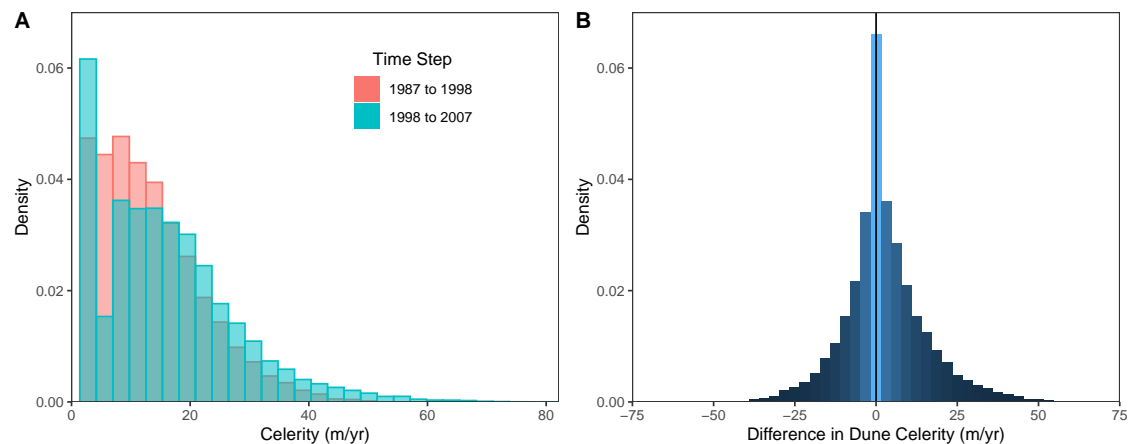 A
Density
0.06
0.04
0.02
0.00
0
20
40
60
80
Celerity (m/yr)
Time Step
1987 to 1998
1998 to 2007
B
Density
0.06
0.04
0.02
0.00
−75
−50
−25
0
25
50
75
Difference in Dune Celerity (m/yr)